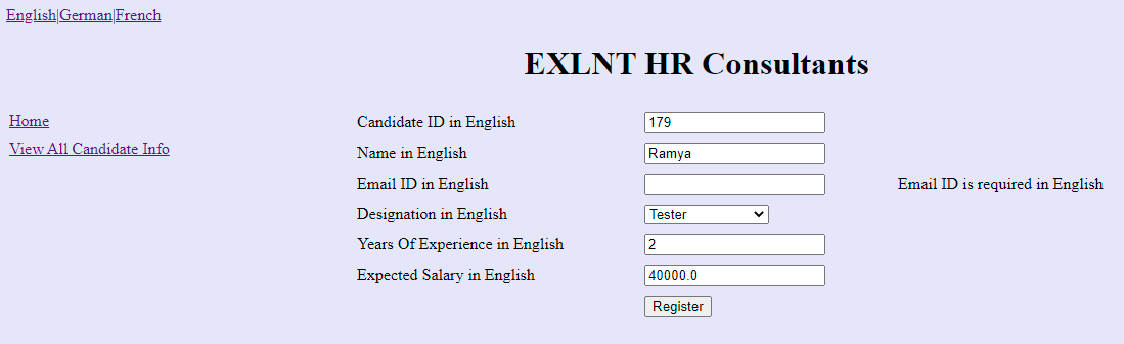 English|German|French
EXLNT HR Consultants
Home
View All Candidate Info
Candidate ID in English 179
Name in English Ramya
Email ID in English Email ID is required in English
Designation in English Tester
Years Of Experience in English 2
Expected Salary in English 40000.0
Register